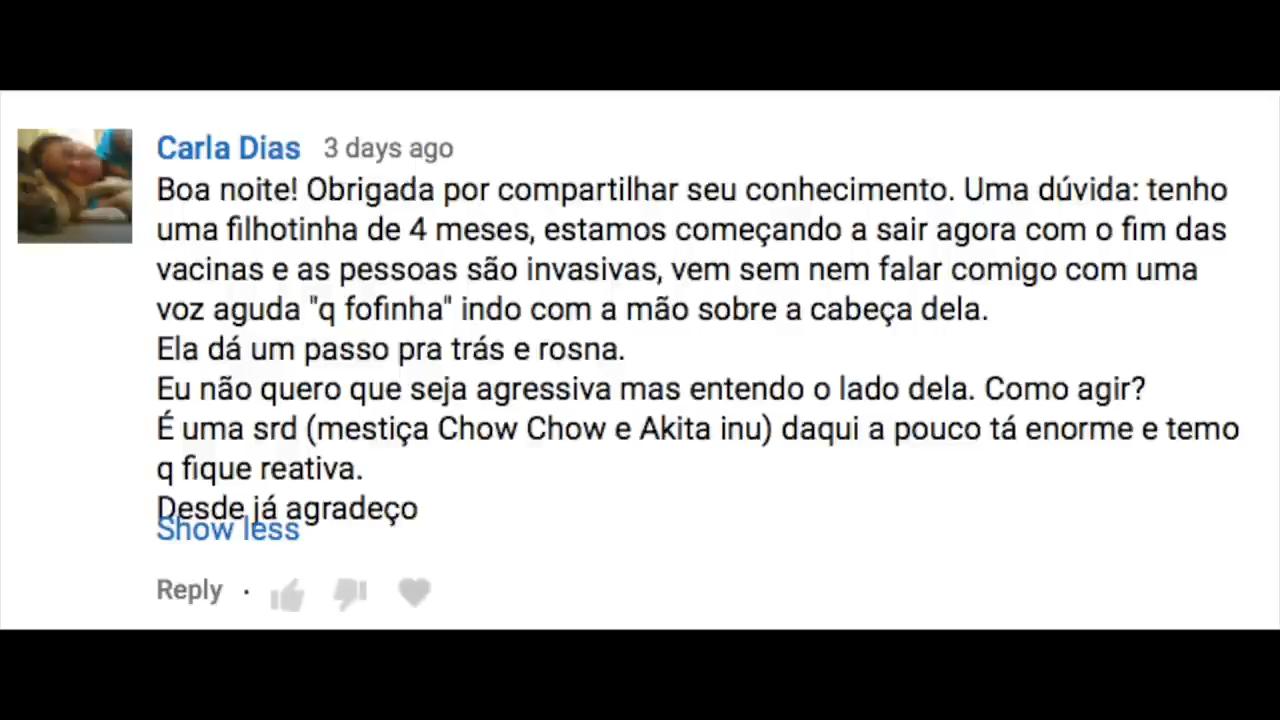 Carla Dias 3 days ago
Boa noite! Obrigada por compartilhar seu conhecimento. Uma dúvida: tenho
uma filhotinha de 4 meses, estamos começando a sair agora com o fim das
vacinas e as pessoas são invasivas, vem sem nem falar comigo com uma
voz aguda "q fofinha" indo com a mão sobre a cabeça dela.
Ela dá um passo pra trás e rosna.
Eu não quero que seja agressiva mas entendo o lado dela. Como agir?
É uma srd (mestiça Chow Chow e Akita inu) daqui a pouco tá enorme e temo
q fique reativa.
Desde já agradeço
Show less
Reply ·